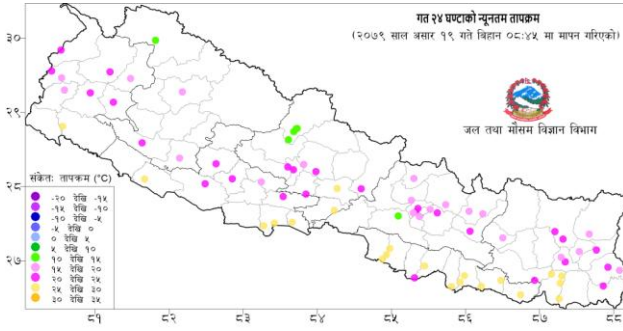 गत २४ घण्टाको न्यूनतम तापक्रम
(२०७९ साल असार १९ गते बिहान ०८:४५ मा मापन गरिएको)
जल तथा मौसम विज्ञान विभाग
३०
२९
२८
२७
संकेतः तापक्रम (°C)
-२० देखि -१५
-१५ देखि -१०
-१० देखि -५
-५ देखि ०
० देखि ५
५ देखि १०
१० देखि १५
१५ देखि २०
२० देखि २५
२५ देखि ३०
३० देखि ३५
८१ ८२ ८३ ८४ ८५ ८६ ८७ ८८